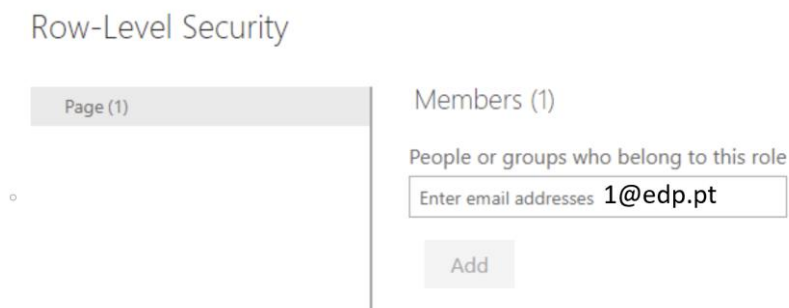 Row-Level Security
Page (1)
Members (1)
People or groups who belong to this role
Enter email addresses 1@edp.pt
Add